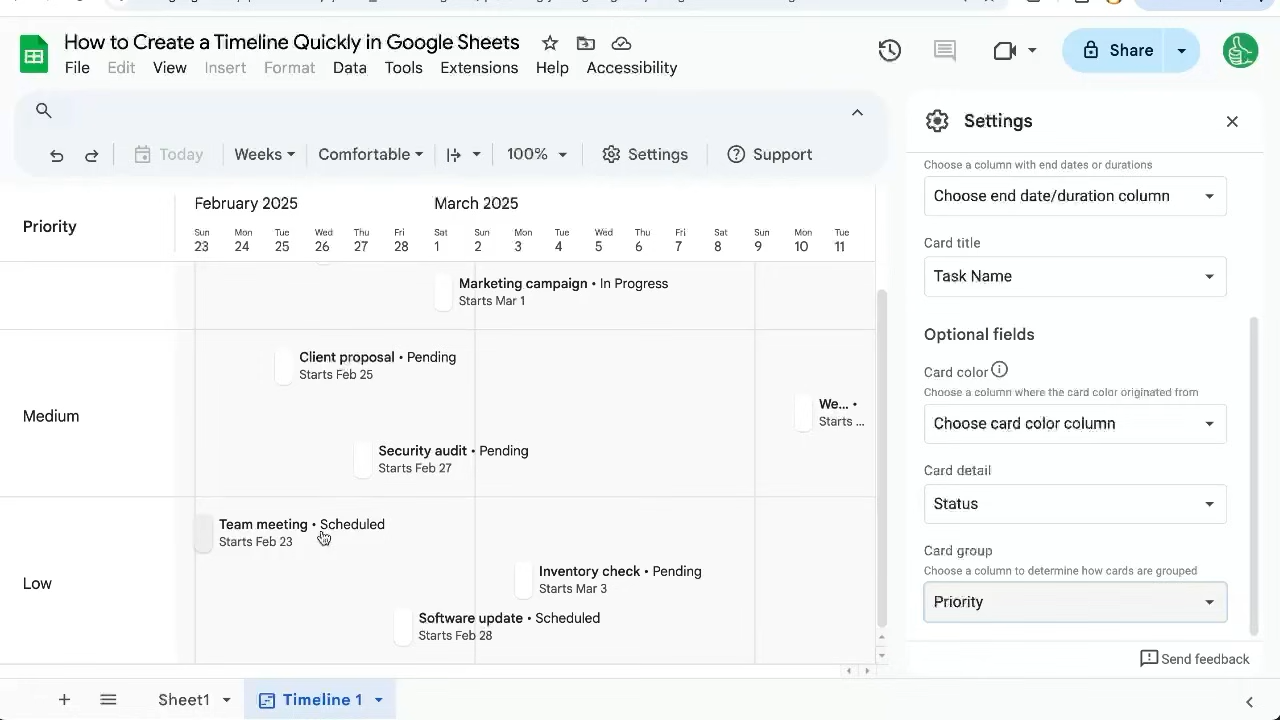 How to Create a Timeline Quickly in Google Sheets
File Edit View Insert Format Data Tools Extensions Help Accessibility
Share
Today Weeks Comfortable 100% Settings Support
Priority
February 2025 March 2025
Sun Mon Tue Wed Thu Fri Sat Sun Mon Tue Wed Thu Fri Sat Sun Mon Tue
23 24 25 26 27 28 1 2 3 4 5 6 7 8 9 10 11
Marketing campaign • In Progress
Starts Mar 1
Medium
Client proposal • Pending
Starts Feb 25
We... •
Starts ...
Security audit • Pending
Starts Feb 27
Low
Team meeting • Scheduled
Starts Feb 23
Inventory check • Pending
Starts Mar 3
Software update • Scheduled
Starts Feb 28
Settings
Choose a column with end dates or durations
Choose end date/duration column
Card title
Task Name
Optional fields
Card color
Choose a column where the card color originated from
Choose card color column
Card detail
Status
Card group
Choose a column to determine how cards are grouped
Priority
Send feedback
Sheet1 Timeline 1